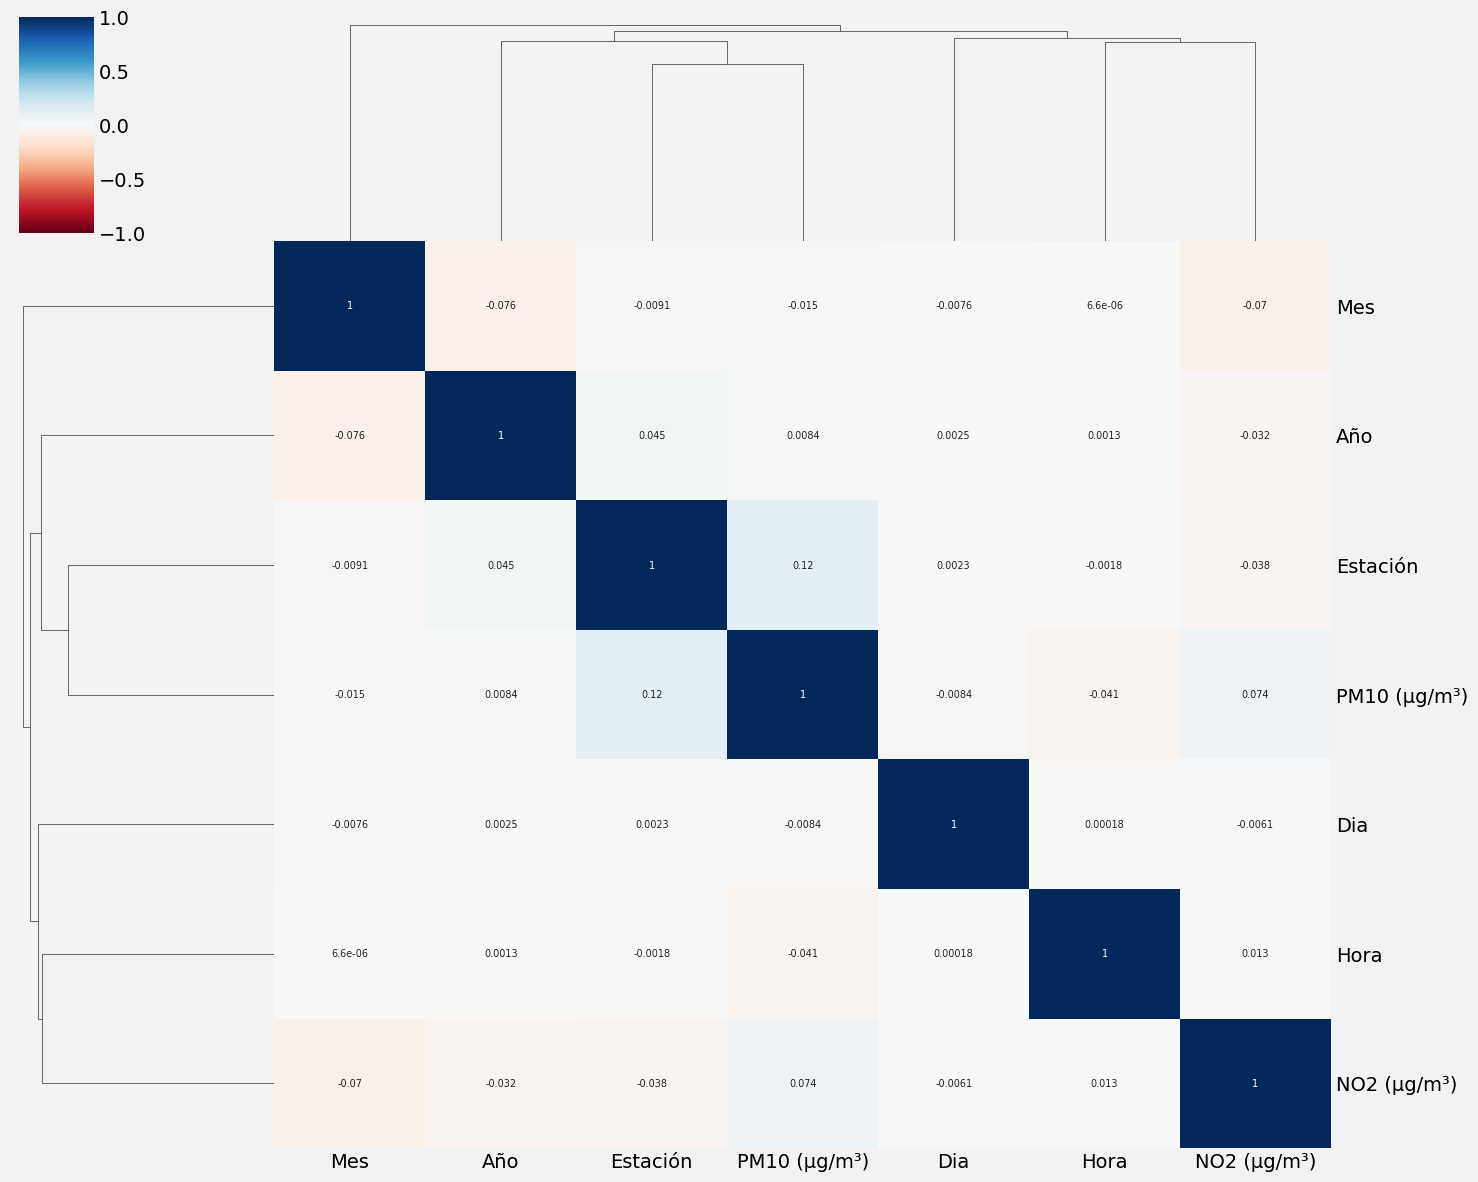 1.0
0.5
0.0
−0.5
−1.0
1 -0.076 -0.0091 -0.015 -0.0076 6.6e-06 -0.07 Mes
-0.076 1 0.045 0.0084 0.0025 0.0013 -0.032 Año
-0.0091 0.045 1 0.12 0.0023 -0.0018 -0.038 Estación
-0.015 0.0084 0.12 1 -0.0084 -0.041 0.074 PM10 (µg/m³)
-0.0076 0.0025 0.0023 -0.0084 1 0.00018 -0.0061 Dia
6.6e-06 0.0013 -0.0018 -0.041 0.00018 1 0.013 Hora
-0.07 -0.032 -0.038 0.074 -0.0061 0.013 1 NO2 (µg/m³)
Mes Año Estación PM10 (µg/m³) Dia Hora NO2 (µg/m³)